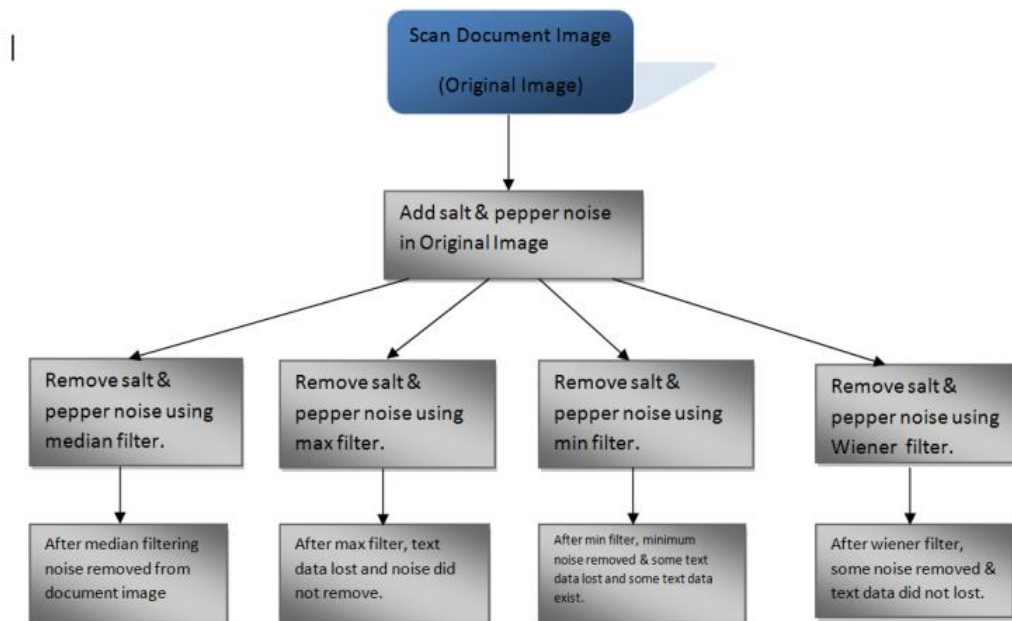 Scan Document Image
(Original Image)
Add salt & pepper noise
in Original Image
Remove salt &
pepper noise using
median filter.
Remove salt &
pepper noise using
max filter.
Remove salt &
pepper noise using
min filter.
Remove salt &
pepper noise using
Wiener filter.
After median filtering
noise removed from
document image
After max filter, text
data lost and noise did
not remove.
After min filter, minimum
noise removed & some text
data lost and some text data
exist.
After wiener filter,
some noise removed &
text data did not lost.